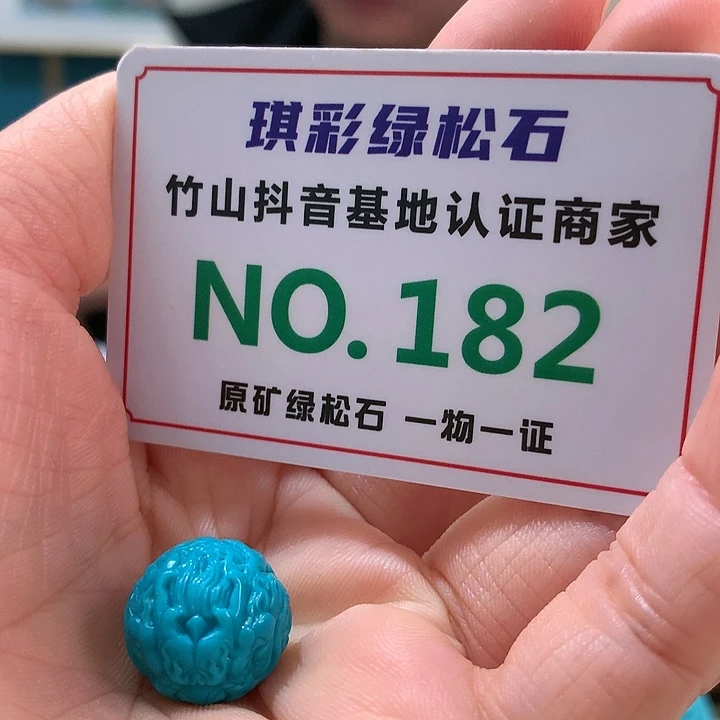 琪彩绿松石
竹山抖音基地认证商家
NO.182
原矿绿松石 一物一证